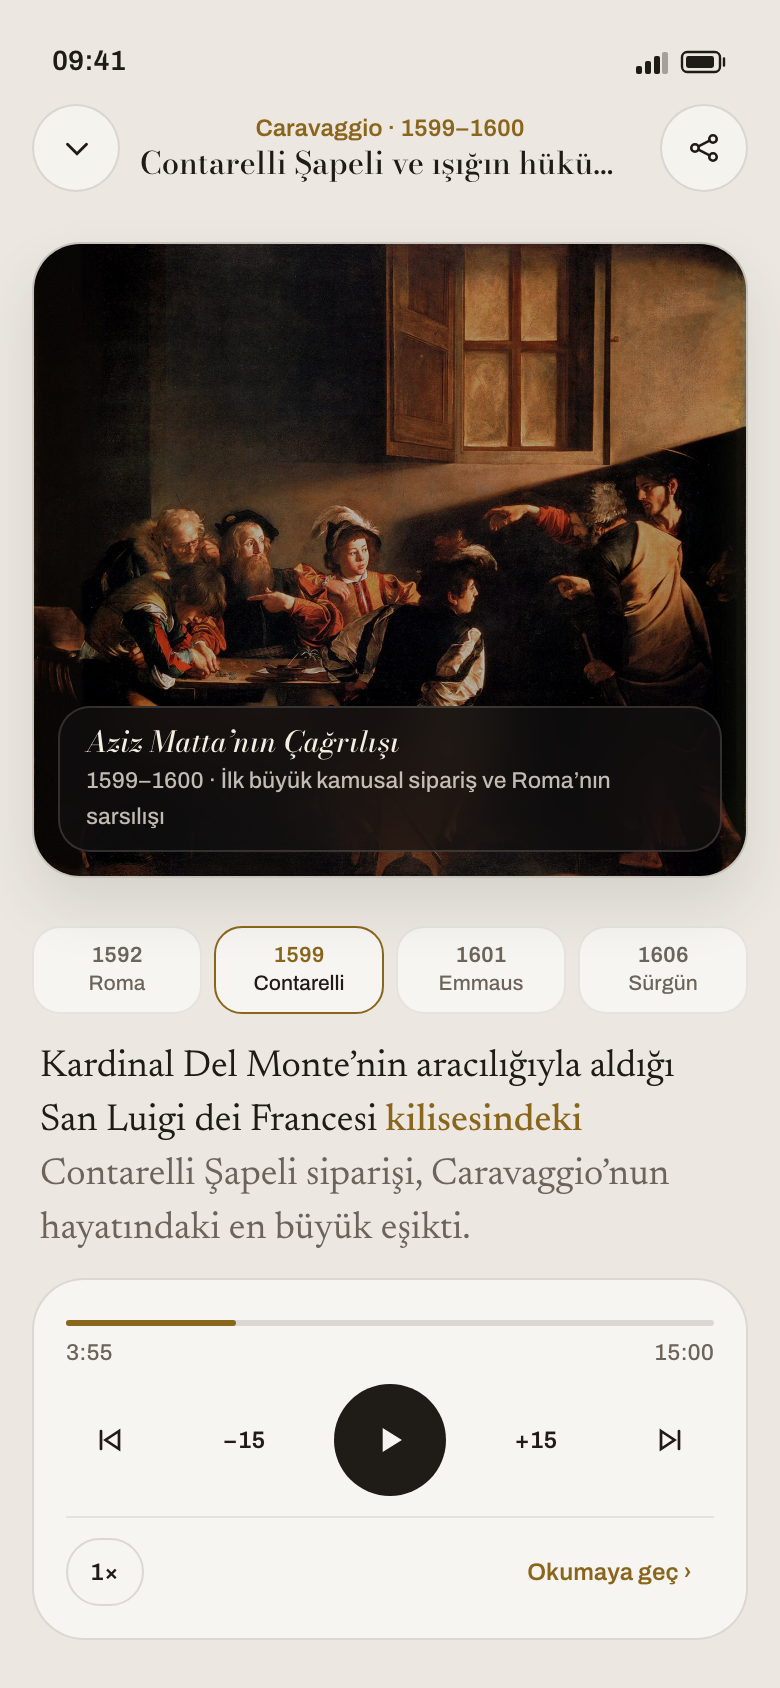 09:41
Caravaggio · 1599–1600
Contarelli Şapeli ve ışığın hükü...
Aziz Matta’nın Çağrılışı
1599–1600 · İlk büyük kamusal sipariş ve Roma’nın
sarsılışı
1592
Roma
1599
Contarelli
1601
Emmaus
1606
Sürgün
Kardinal Del Monte’nin aracılığıyla aldığı
San Luigi dei Francesi kilisesindeki
Contarelli Şapeli siparişi, Caravaggio’nun
hayatındaki en büyük eşikti.
3:55
15:00
−15
+15
1×
Okumaya geç ›